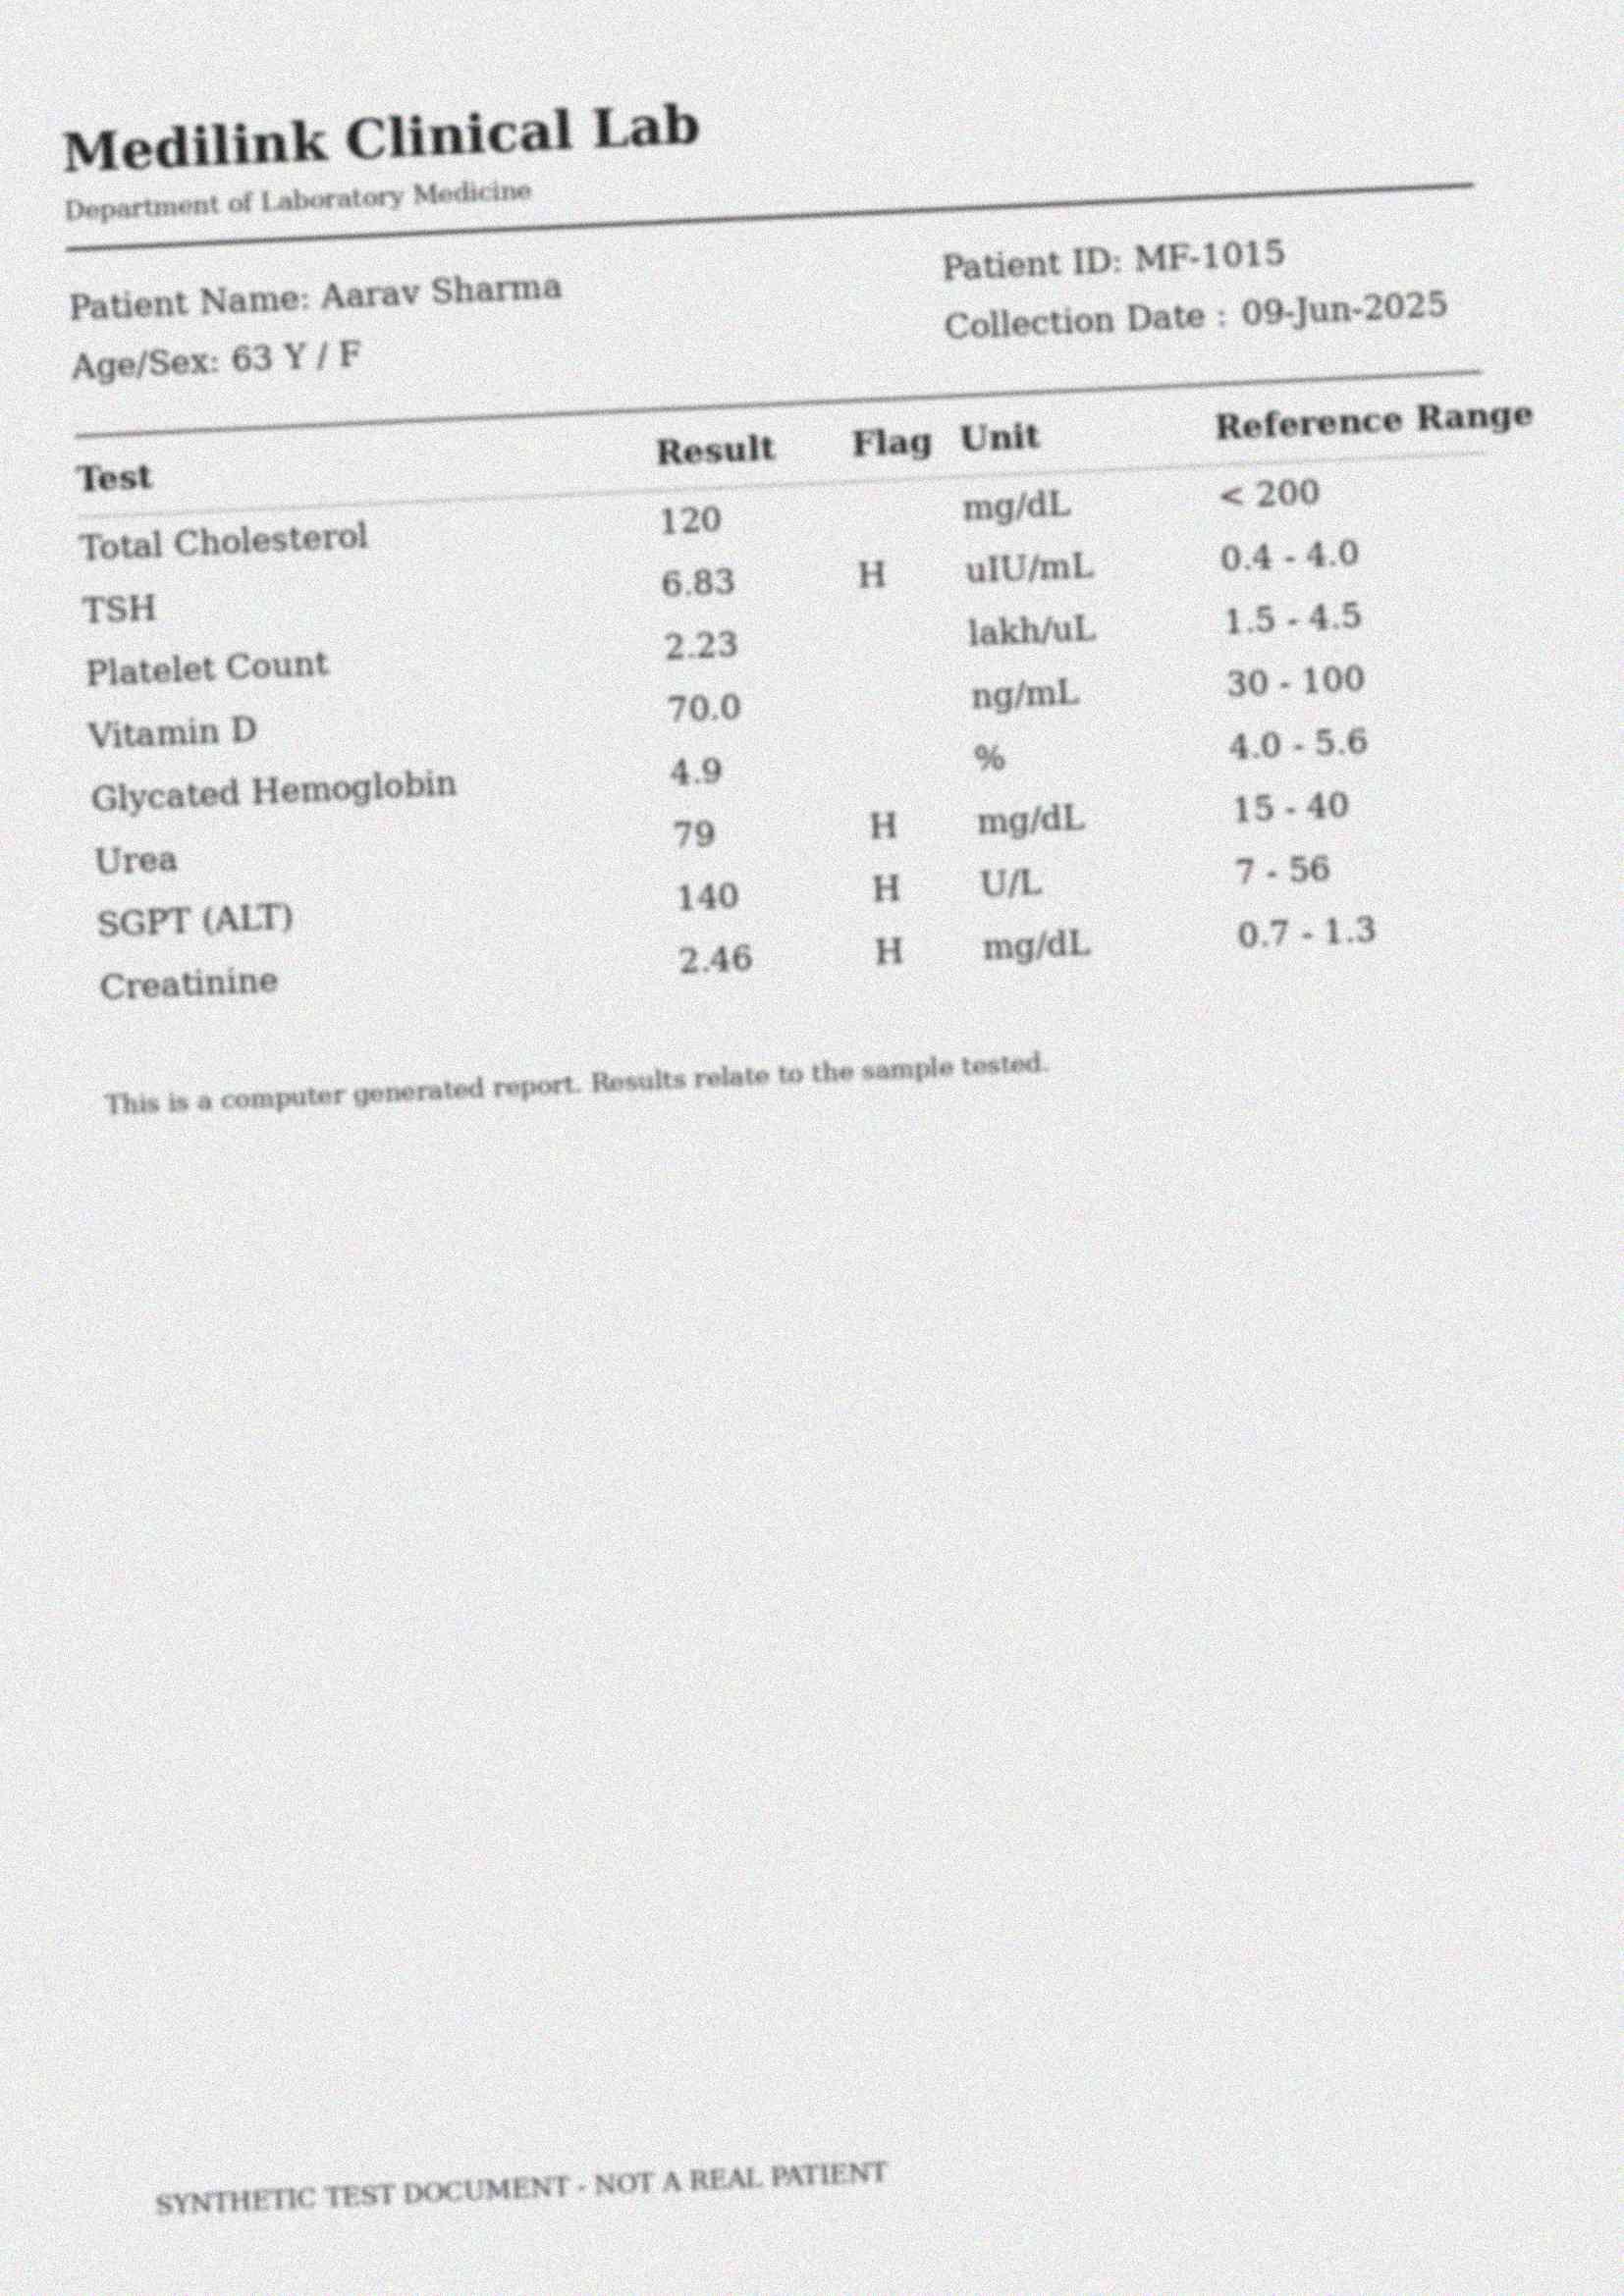 Medilink Clinical Lab
Department of Laboratory Medicine
Patient Name: Aarav Sharma Patient ID: MF-1015
Age/Sex: 63 Y / F Collection Date : 09-Jun-2025
Test Result Flag Unit Reference Range
Total Cholesterol 120 mg/dL < 200
TSH 6.83 H uIU/mL 0.4 - 4.0
Platelet Count 2.23 lakh/uL 1.5 - 4.5
Vitamin D 70.0 ng/mL 30 - 100
Glycated Hemoglobin 4.9 % 4.0 - 5.6
Urea 79 H mg/dL 15 - 40
SGPT (ALT) 140 H U/L 7 - 56
Creatinine 2.46 H mg/dL 0.7 - 1.3
This is a computer generated report. Results relate to the sample tested.
SYNTHETIC TEST DOCUMENT - NOT A REAL PATIENT